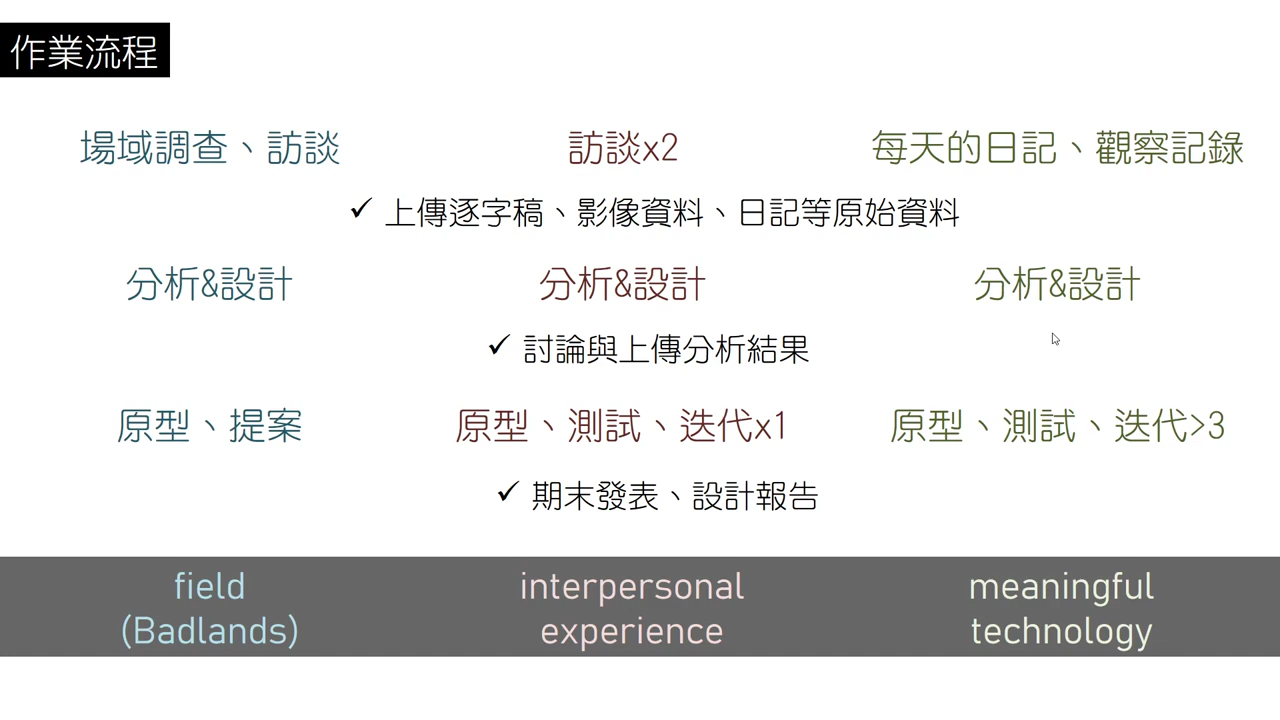 作業流程
場域調查、訪談
訪談x2
每天的日記、觀察記錄
✓ 上傳逐字稿、影像資料、日記等原始資料
分析&設計
分析&設計
分析&設計
✓ 討論與上傳分析結果
原型、提案
原型、測試、迭代x1
原型、測試、迭代>3
✓ 期末發表、設計報告
field
(Badlands)
interpersonal
experience
meaningful
technology